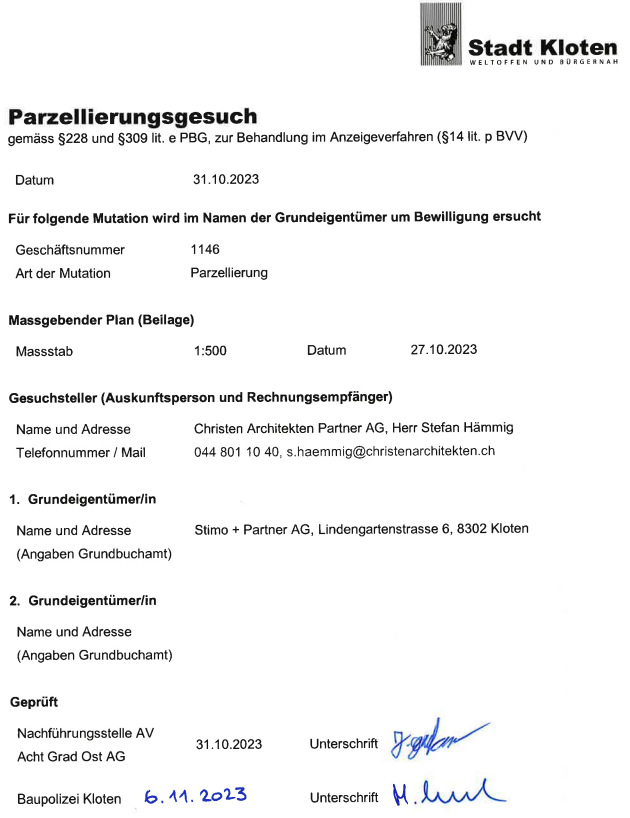 Stadt Kloten
WELTOFFEN UND BÜRGERNAH
Parzellierungsgesuch
gemäss §228 und §309 lit. e PBG, zur Behandlung im Anzeigeverfahren (§14 lit. p BVV)
Datum 31.10.2023
Für folgende Mutation wird im Namen der Grundeigentümer um Bewilligung ersucht
Geschäftsnummer 1146
Art der Mutation Parzellierung
Massgebender Plan (Beilage)
Massstab 1:500 Datum 27.10.2023
Gesuchsteller (Auskunftsperson und Rechnungsempfänger)
Name und Adresse Christen Architekten Partner AG, Herr Stefan Hämmig
Telefonnummer / Mail 044 801 10 40, s.haemmig@christenarchitekten.ch
1. Grundeigentümer/in
Name und Adresse Stimo + Partner AG, Lindengartenstrasse 6, 8302 Kloten
(Angaben Grundbuchamt)
2. Grundeigentümer/in
Name und Adresse
(Angaben Grundbuchamt)
Geprüft
Nachführungsstelle AV
Acht Grad Ost AG 31.10.2023 Unterschrift
Baupolizei Kloten 6.11.2023 Unterschrift